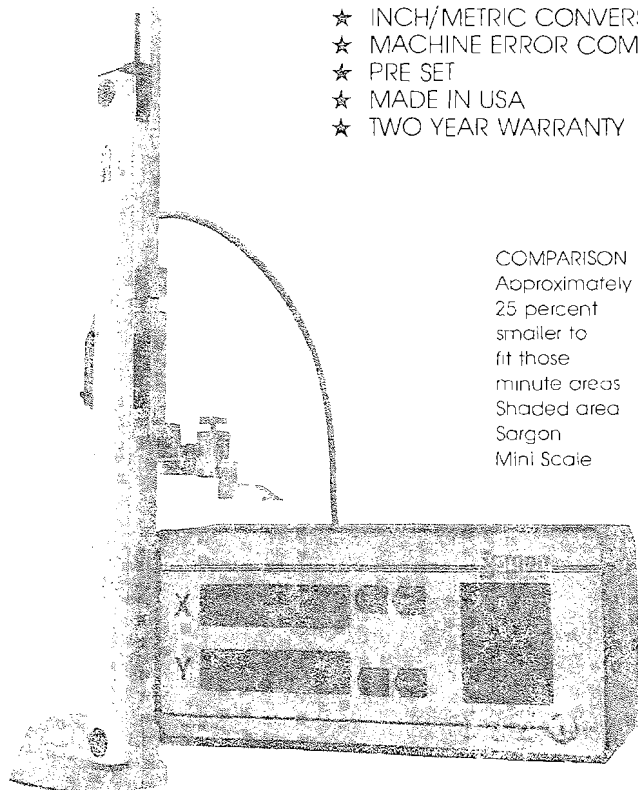 ☆ INCH/METRIC CONVERS
☆ MACHINE ERROR COM
☆ PRE SET
☆ MADE IN USA
☆ TWO YEAR WARRANTY
COMPARISON
Approximately
25 percent
smaller to
fit those
minute areas
Shaded area
Sargon
Mini Scale
Sargon
X
Y